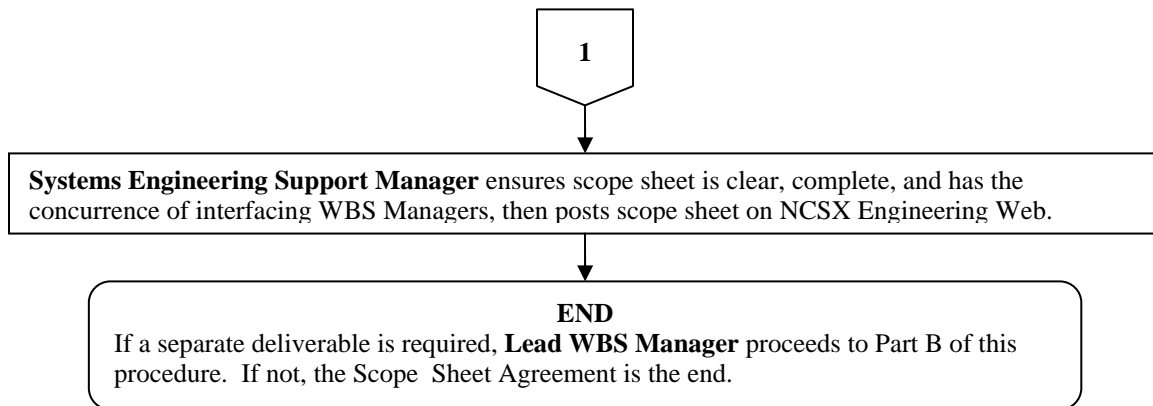 1
Systems Engineering Support Manager ensures scope sheet is clear, complete, and has the
concurrence of interfacing WBS Managers, then posts scope sheet on NCSX Engineering Web.
END
If a separate deliverable is required, Lead WBS Manager proceeds to Part B of this
procedure.  If not, the Scope  Sheet Agreement is the end.